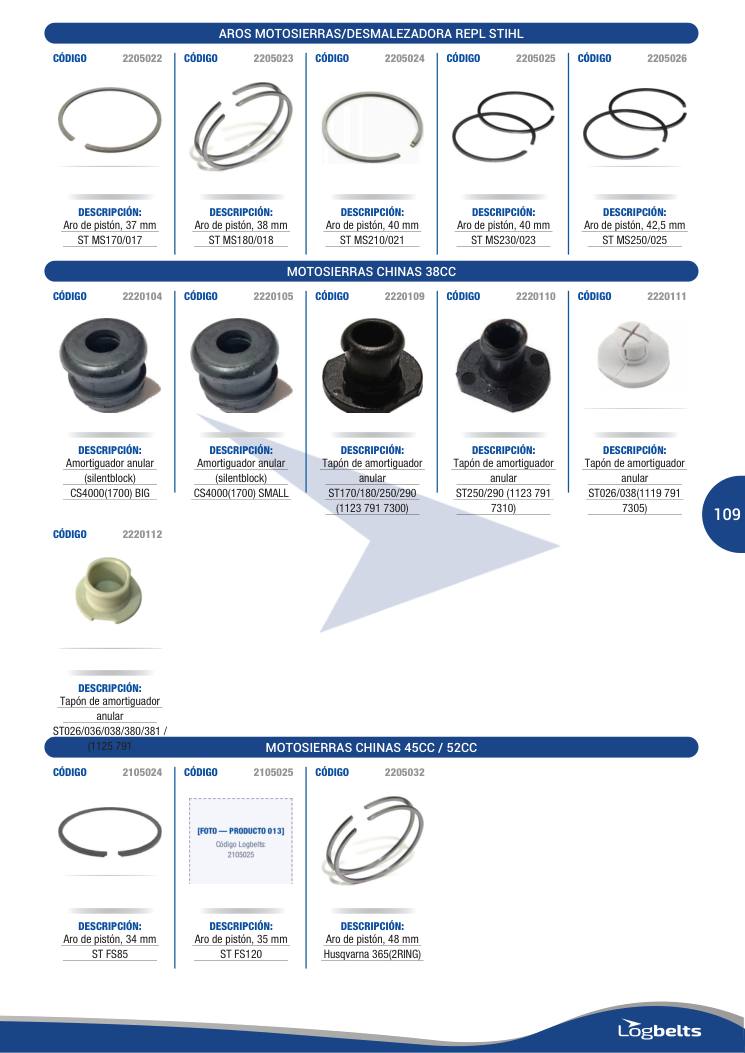 AROS MOTOSIERRAS/DESMALEZADORA REPL STIHL
CÓDIGO 2205022
DESCRIPCIÓN:
Aro de pistón, 37 mm
ST MS170/017
CÓDIGO 2205023
DESCRIPCIÓN:
Aro de pistón, 38 mm
ST MS180/018
CÓDIGO 2205024
DESCRIPCIÓN:
Aro de pistón, 40 mm
ST MS210/021
CÓDIGO 2205025
DESCRIPCIÓN:
Aro de pistón, 40 mm
ST MS230/023
CÓDIGO 2205026
DESCRIPCIÓN:
Aro de pistón, 42,5 mm
ST MS250/025
MOTOSIERRAS CHINAS 38CC
CÓDIGO 2220104
DESCRIPCIÓN:
Amortiguador anular
(silentblock)
CS4000(1700) BIG
CÓDIGO 2220105
DESCRIPCIÓN:
Amortiguador anular
(silentblock)
CS4000(1700) SMALL
CÓDIGO 2220109
DESCRIPCIÓN:
Tapón de amortiguador
anular
ST170/180/250/290
(1123 791 7300)
CÓDIGO 2220110
DESCRIPCIÓN:
Tapón de amortiguador
anular
ST250/290 (1123 791
7310)
CÓDIGO 2220111
DESCRIPCIÓN:
Tapón de amortiguador
anular
ST026/038(1119 791
7305)
109
CÓDIGO 2220112
DESCRIPCIÓN:
Tapón de amortiguador
anular
ST026/036/038/380/381 /
(1125 791
MOTOSIERRAS CHINAS 45CC / 52CC
CÓDIGO 2105024
DESCRIPCIÓN:
Aro de pistón, 34 mm
ST FS85
CÓDIGO 2105025
[FOTO — PRODUCTO 013]
Código Logbelts:
2105025
DESCRIPCIÓN:
Aro de pistón, 35 mm
ST FS120
CÓDIGO 2205032
DESCRIPCIÓN:
Aro de pistón, 48 mm
Husqvarna 365(2RING)
Logbelts